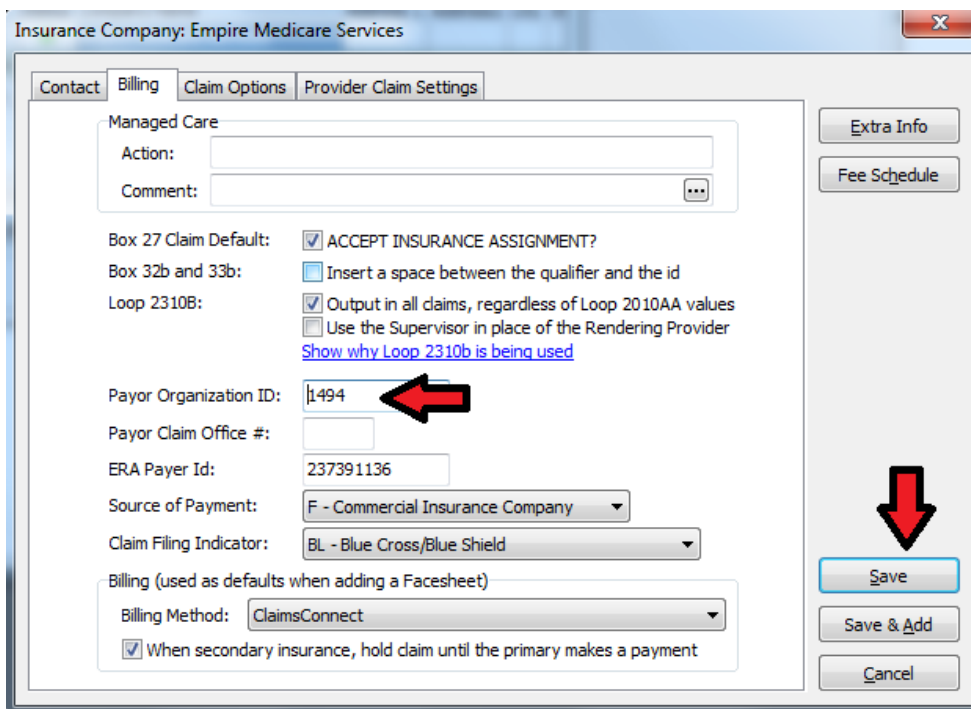 Insurance Company: Empire Medicare Services
x
Contact Billing Claim Options Provider Claim Settings
Managed Care
Action:
Comment: ...
Extra Info
Fee Schedule
Box 27 Claim Default: ACCEPT INSURANCE ASSIGNMENT?
Box 32b and 33b: Insert a space between the qualifier and the id
Loop 2310B: Output in all claims, regardless of Loop 2010AA values
Use the Supervisor in place of the Rendering Provider
Show why Loop 2310b is being used
Payor Organization ID: 1494
Payor Claim Office #:
ERA Payer Id: 237391136
Source of Payment: F - Commercial Insurance Company
Claim Filing Indicator: BL - Blue Cross/Blue Shield
Billing (used as defaults when adding a Facesheet)
Billing Method: ClaimsConnect
When secondary insurance, hold claim until the primary makes a payment
Save
Save & Add
Cancel